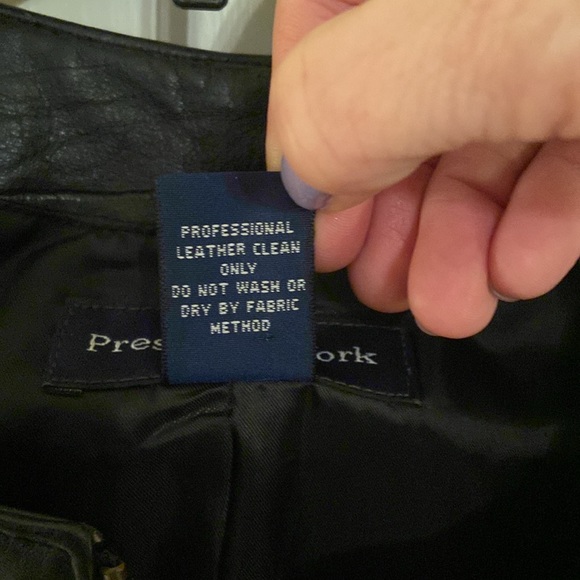 PROFESSIONAL
LEATHER CLEAN
ONLY
DO NOT WASH OR
DRY BY FABRIC
METHOD
Pres ork